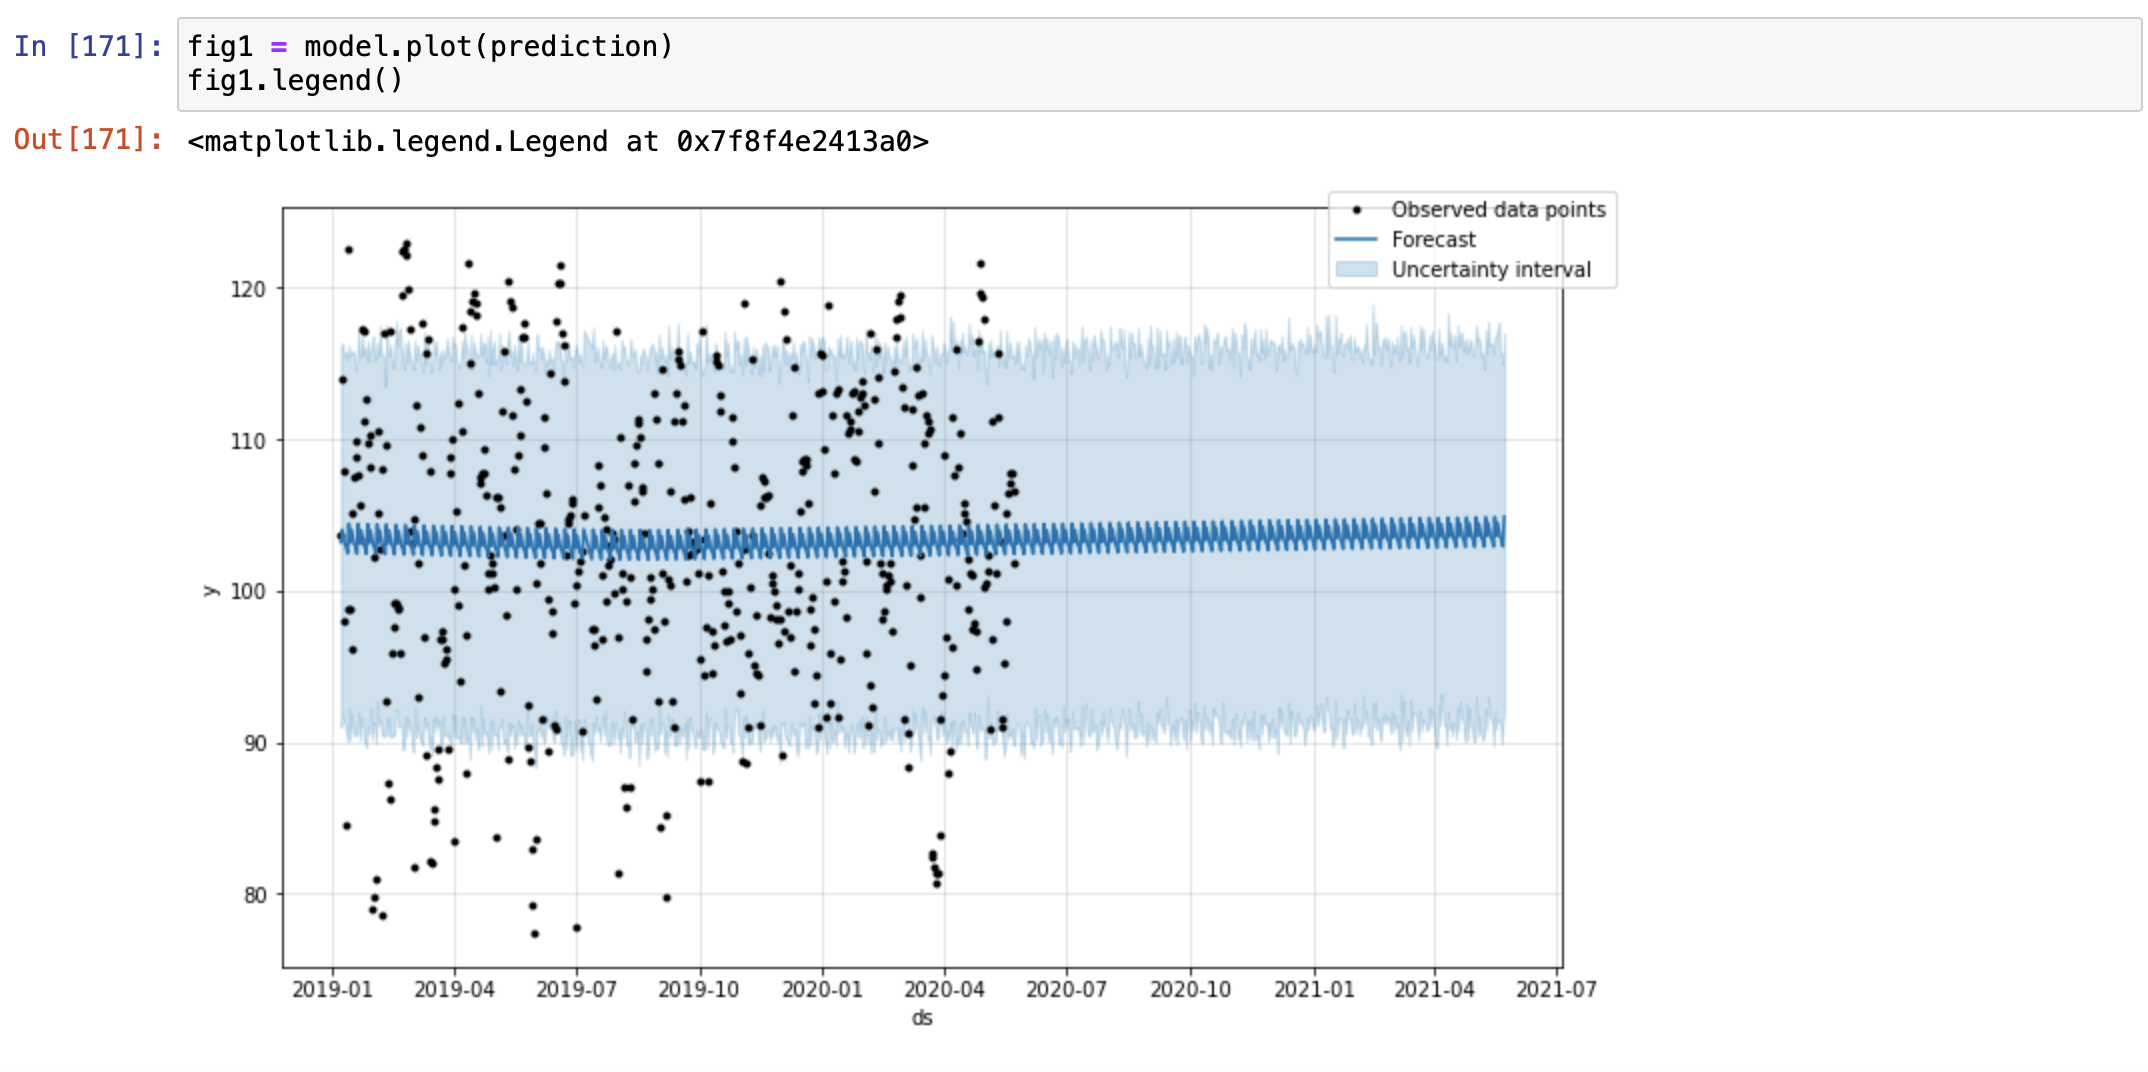 In [171]: fig1 = model.plot(prediction)
fig1.legend()
Out[171]: <matplotlib.legend.Legend at 0x7f8f4e2413a0>
Observed data points
Forecast
Uncertainty interval
120
110
100
90
80
y
2019-01 2019-04 2019-07 2019-10 2020-01 2020-04 2020-07 2020-10 2021-01 2021-04 2021-07
ds